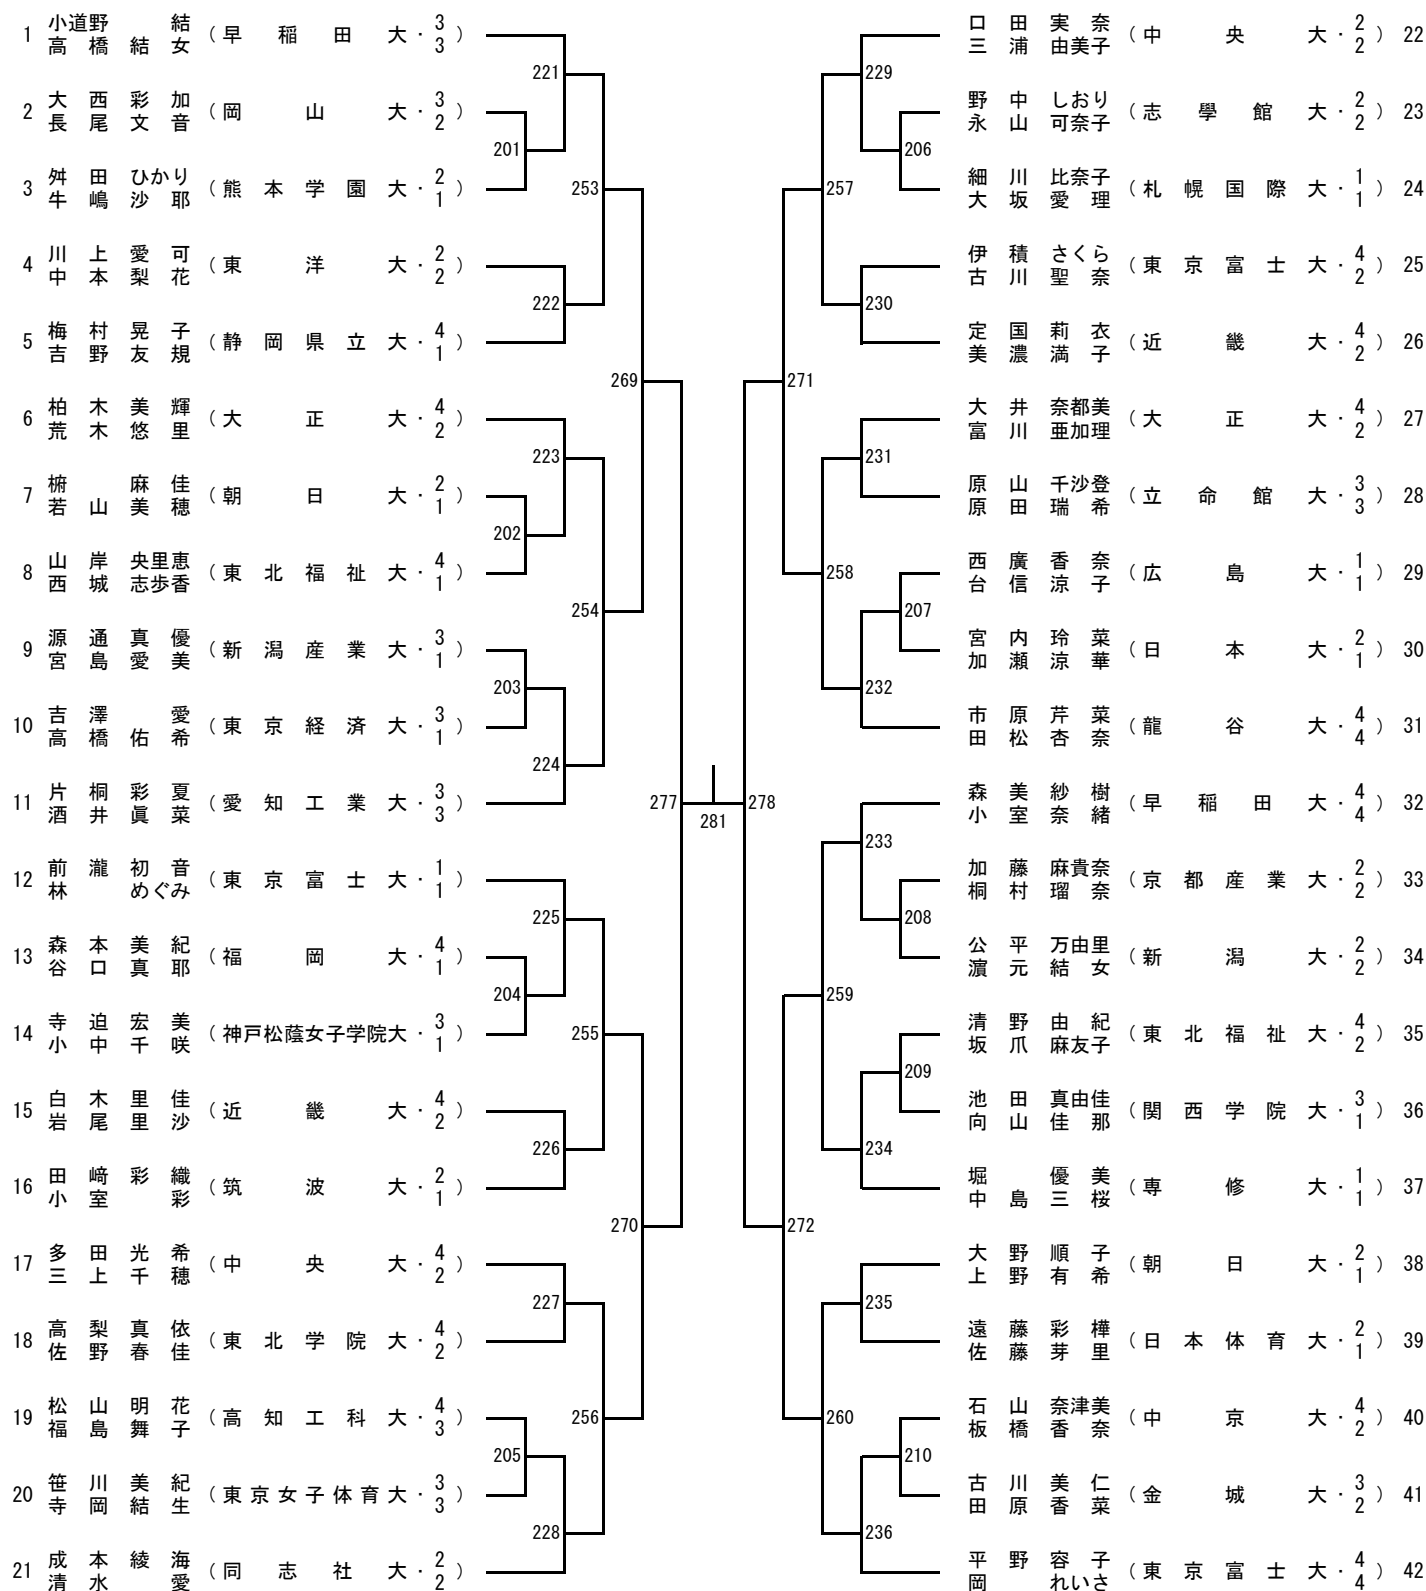 1 小道野 結 (早稲田大・3)
高橋結女 3
2 大西彩加 (岡山大・3)
長尾文音 2
3 舛田ひかり (熊本学園大・2)
牛嶋沙耶 1
4 川上愛可 (東洋大・2)
中本梨花 2
5 梅村晃子 (静岡県立大・4)
吉野友規 1
6 柏木美輝 (大正大・4)
荒木悠里 2
7 椨麻佳 (朝日大・2)
若山美穂 1
8 山岸央里恵 (東北福祉大・4)
西城志歩香 1
9 源通真優 (新潟産業大・3)
宮島愛美 1
10 吉澤愛 (東京経済大・3)
高橋佑希 1
11 片桐彩夏 (愛知工業大・3)
酒井眞菜 3
12 前瀧初音 (東京富士大・1)
林めぐみ 1
13 森本美紀 (福岡大・4)
谷口真耶 1
14 寺迫宏美 (神戸松蔭女子学院大・3)
小中千咲 1
15 白木里佳 (近畿大・4)
岩尾里沙 2
16 田﨑彩織 (筑波大・2)
小室彩 1
17 多田光希 (中央大・4)
三上千穂 2
18 高梨真依 (東北学院大・4)
佐野春佳 2
19 松山明花 (高知工科大・4)
福島舞子 3
20 笹川美紀 (東京女子体育大・3)
寺岡結生 3
21 成本綾海 (同志社大・2)
清水愛 2
221
201
253
222
269
223
202
254
203
224
277
281
225
204
255
226
270
227
256
205
228
278
229
206
257
230
271
231
258
207
232
233
208
259
209
234
272
235
260
210
236
口田実奈 (中央大・2) 22
三浦由美子 2
野中しおり (志學館大・2) 23
永山可奈子 2
細川比奈子 (札幌国際大・1) 24
大坂愛理 1
伊積さくら (東京富士大・4) 25
古川聖奈 2
定国莉衣 (近畿大・4) 26
美濃満子 2
大井奈都美 (大正大・4) 27
富川亜加理 2
原山千沙登 (立命館大・3) 28
原田瑞希 3
西廣香奈 (広島大・1) 29
台信涼子 1
宮内玲菜 (日本大・2) 30
加瀬涼華 1
市原芹菜 (龍谷大・4) 31
田松杏奈 4
森美紗樹 (早稲田大・4) 32
小室奈緒 4
加藤麻貴奈 (京都産業大・2) 33
桐村瑠奈 2
公平万由里 (新潟大・2) 34
濵元結女 2
清野由紀 (東北福祉大・4) 35
坂爪麻友子 2
池田真由佳 (関西学院大・3) 36
向山佳那 1
堀優美 (専修大・1) 37
中島三桜 1
大野順子 (朝日大・2) 38
上野有希 1
遠藤彩樺 (日本体育大・2) 39
佐藤芽里 1
石山奈津美 (中京大・4) 40
板橋香奈 2
古川美仁 (金城大・3) 41
田原香菜 2
平野容子 (東京富士大・4) 42
岡れいさ 4